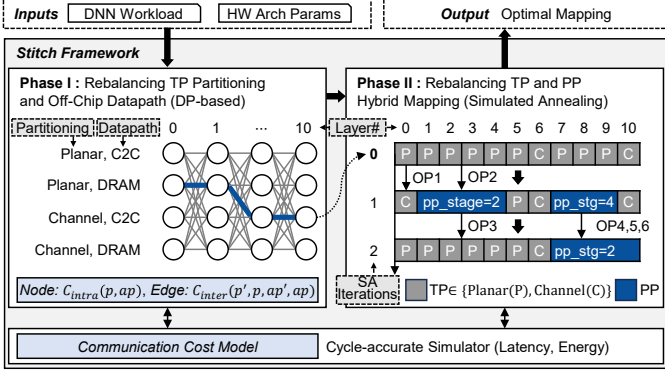 Inputs DNN Workload HW Arch Params Output Optimal Mapping
Stitch Framework
Phase I : Rebalancing TP Partitioning
and Off-Chip Datapath (DP-based)
Partitioning Datapath 0 1 ... 10
Planar, C2C
Planar, DRAM
Channel, C2C
Channel, DRAM
Node: C_intra(p, ap), Edge: C_inter(p', p, ap', ap)
Phase II : Rebalancing TP and PP
Hybrid Mapping (Simulated Annealing)
Layer# 0 1 2 3 4 5 6 7 8 9 10
0 P P P P P P C P P P C
OP1 OP2
1 C pp_stage=2 P C pp_stg=4 C
OP3 OP4,5,6
2 P P P P P P C pp_stg=2
SA
Iterations
TP∈ {Planar(P), Channel(C)} PP
Communication Cost Model Cycle-accurate Simulator (Latency, Energy)